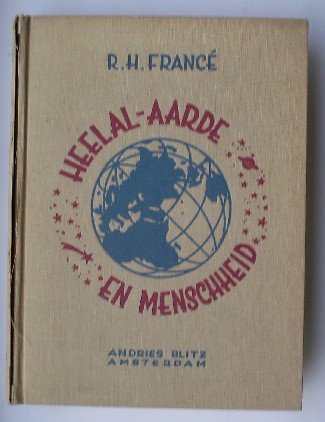 R.H. FRANCÉ
HEELAL-AARDE
EN MENSCHHEID
ANDRIES BLITZ
AMSTERDAM